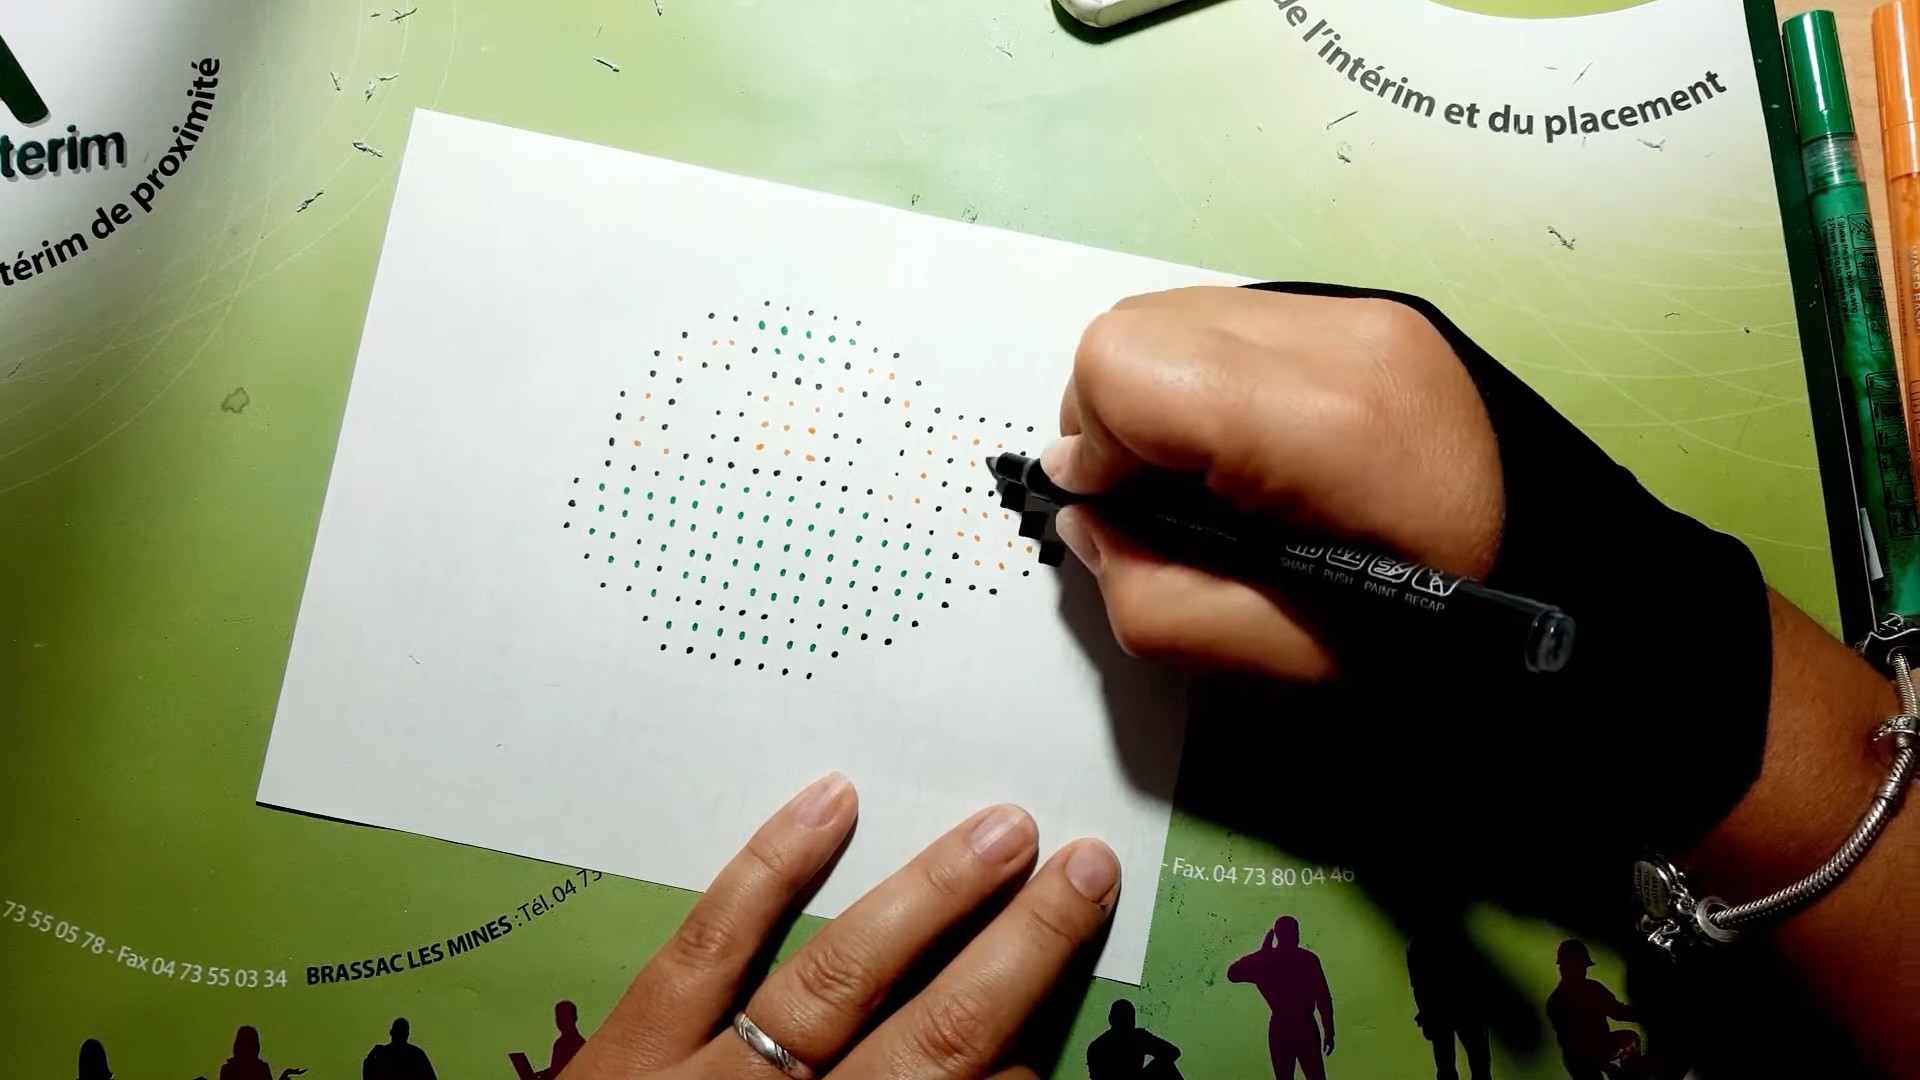 terim
térim de proximité
de l'intérim et du placement
SHAKE PUSH PAINT RECAP
- Fax. 04 73 80 04 46
73 55 05 78 - Fax 04 73 55 03 34
BRASSAC LES MINES : Tél. 04 73